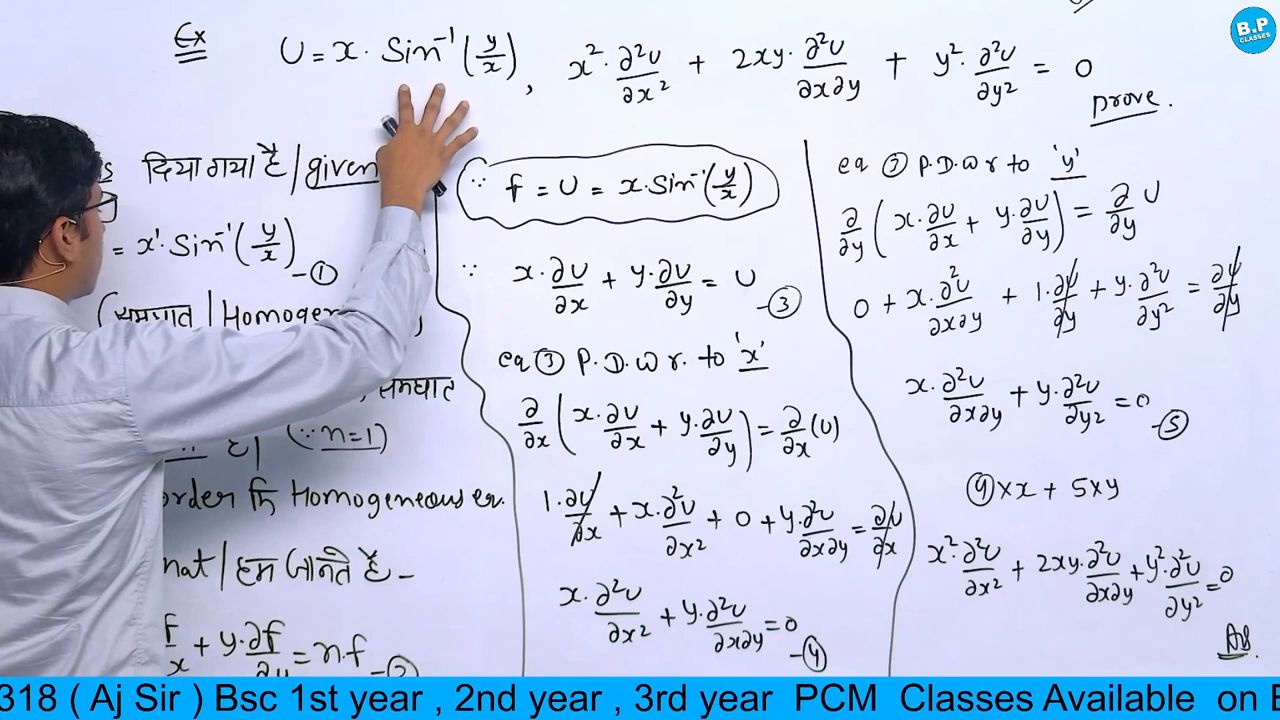 Ex U = x · Sin⁻¹(y/x), x² · ∂²U/∂x² + 2xy · ∂²U/∂x∂y + y² · ∂²U/∂y² = 0
prove.
B.P
CLASSES
दिया गया है / given
= x' · Sin⁻¹(y/x) -①
(समघात / Homogen
समघात
है| (∵ n=1)
order कि Homogeneous
hat / हम जानते है -
f/x + y · ∂f/∂y = n.f -②
∵ f = U = x · Sin⁻¹(y/x)
∵ x · ∂U/∂x + y · ∂U/∂y = U -③
eq ③ P. D. w r. to 'x'
∂/∂x (x · ∂U/∂x + y · ∂U/∂y) = ∂/∂x (U)
1 · ∂U/∂x + x · ∂²U/∂x² + 0 + y · ∂²U/∂x∂y = ∂U/∂x
x · ∂²U/∂x² + y · ∂²U/∂x∂y = 0 -④
eq ③ P. D w r to 'y'
∂/∂y (x · ∂U/∂x + y · ∂U/∂y) = ∂/∂y U
0 + x · ∂²U/∂x∂y + 1 · ∂U/∂y + y · ∂²U/∂y² = ∂U/∂y
x · ∂²U/∂x∂y + y · ∂²U/∂y² = 0 -⑤
④ × x + 5 × y
x² · ∂²U/∂x² + 2xy · ∂²U/∂x∂y + y² · ∂²U/∂y² = 0
318 ( Aj Sir ) Bsc 1st year , 2nd year , 3rd year PCM Classes Available on